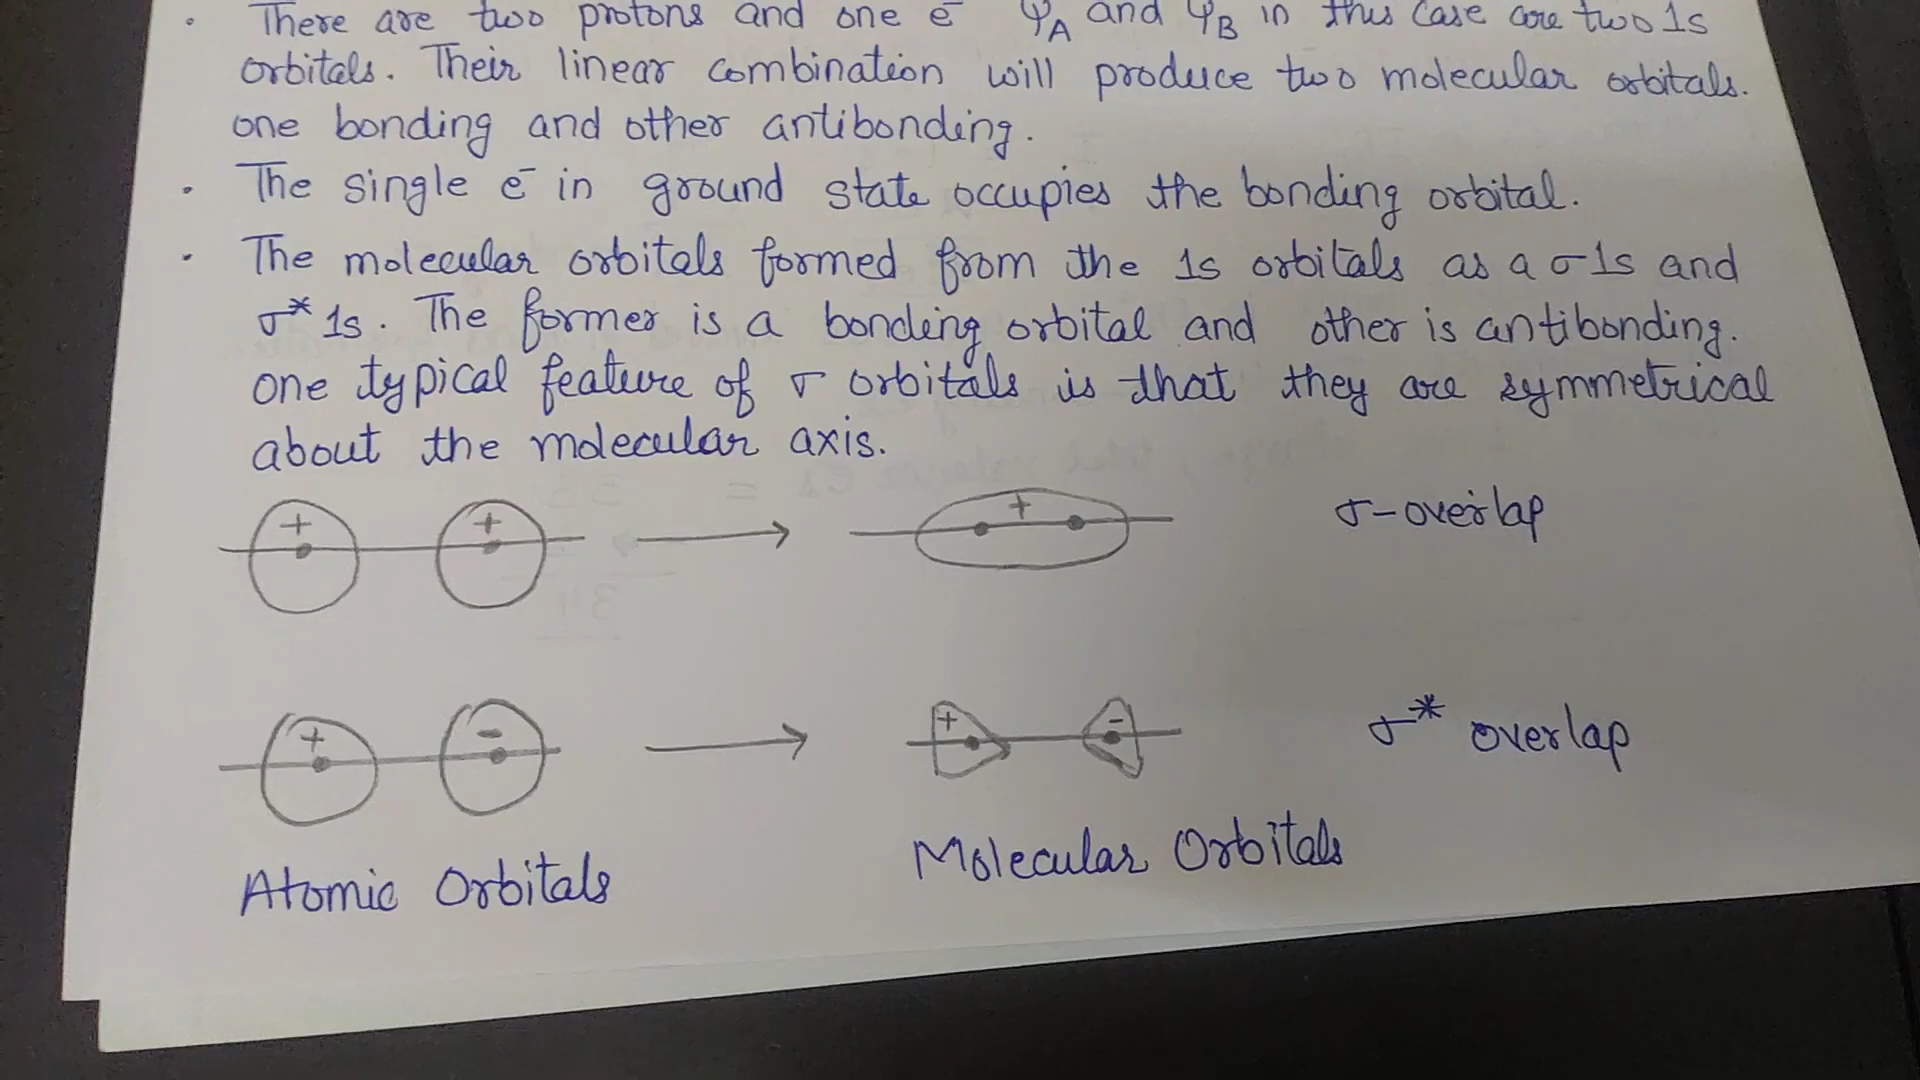 • There are two protons and one e⁻ ΨA and ΨB in this case are two 1s
orbitals. Their linear combination will produce two molecular orbitals.
one bonding and other antibonding.
• The single e⁻ in ground state occupies the bonding orbital.
• The molecular orbitals formed from the 1s orbitals as a σ1s and
σ* 1s. The former is a bonding orbital and other is antibonding.
one typical feature of σ orbitals is that they are symmetrical
about the molecular axis.
+ + → + σ-overlap
+ - → + - σ* overlap
Atomic Orbitals Molecular Orbitals